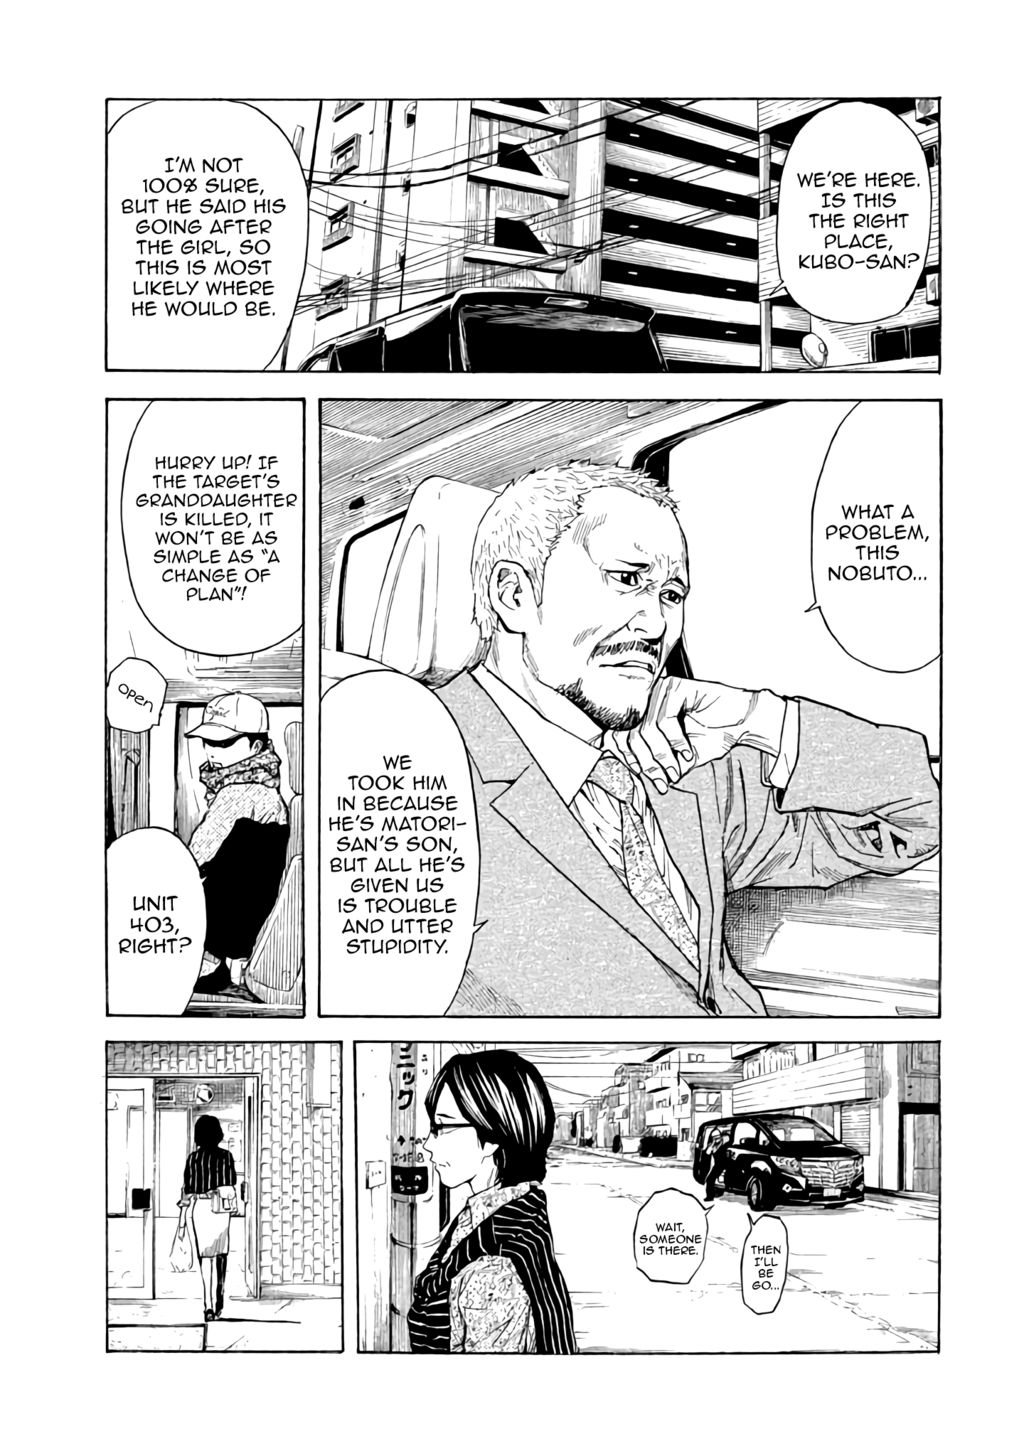 WE'RE HERE.
IS THIS
THE RIGHT
PLACE,
KUBO-SAN?
I'M NOT
100% SURE,
BUT HE SAID HIS
GOING AFTER
THE GIRL, SO
THIS IS MOST
LIKELY WHERE
HE WOULD BE.
WHAT A
PROBLEM,
THIS
NOBUTO...
WE
TOOK HIM
IN BECAUSE
HE'S MATORI-
SAN'S SON,
BUT ALL HE'S
GIVEN US
IS TROUBLE
AND UTTER
STUPIDITY.
HURRY UP! IF
THE TARGET'S
GRANDDAUGHTER
IS KILLED, IT
WON'T BE AS
SIMPLE AS "A
CHANGE OF
PLAN"!
open
UNIT
403,
RIGHT?
ニック
WAIT,
SOMEONE
IS THERE.
THEN
I'LL
BE
GO...